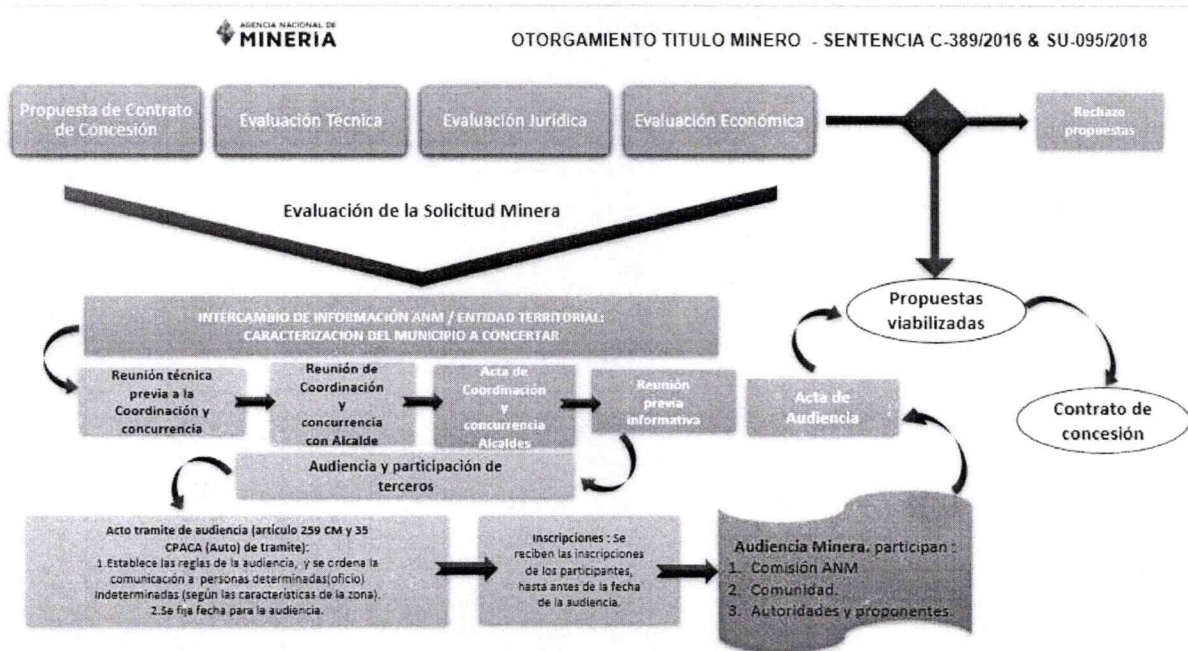 AGENCIA NACIONAL DE
MINERÍA
OTORGAMIENTO TITULO MINERO - SENTENCIA C-389/2016 & SU-095/2018
Propuesta de Contrato
de Concesión
Evaluación Técnica
Evaluación Jurídica
Evaluación Económica
Rechazo
propuestas
Evaluación de la Solicitud Minera
Propuestas
viabilizadas
INTERCAMBIO DE INFORMACIÓN ANM / ENTIDAD TERRITORIAL:
CARACTERIZACION DEL MUNICIPIO A CONCERTAR
Reunión técnica
previa a la
Coordinación y
concurrencia
Reunión de
Coordinación
y
concurrencia
con Alcalde
Acta de
Coordinación
y
concurrencia
Alcaldes
Reunión
previa
informativa
Acta de
Audiencia
Contrato de
concesión
Audiencia y participación de
terceros
Acto tramite de audiencia (artículo 259 CM y 35
CPACA (Auto) de tramite):
1.Establece las reglas de la audiencia, y se ordena la
comunicación a personas determinadas(oficio)
indeterminadas (según las características de la zona).
2.Se fija fecha para la audiencia.
Inscripciones : Se
reciben las inscripciones
de los participantes,
hasta antes de la fecha
de la audiencia.
Audiencia Minera. participan :
1. Comisión ANM
2. Comunidad.
3. Autoridades y proponentes.